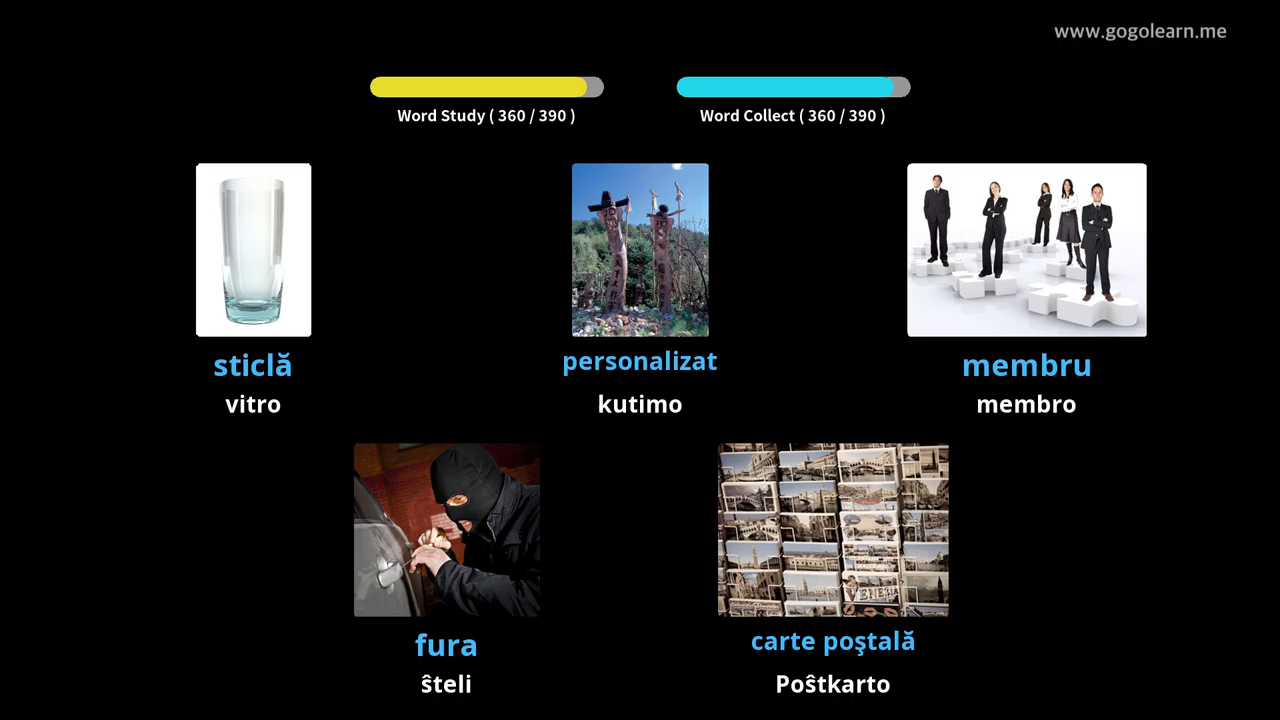 www.gogolearn.me
Word Study ( 360 / 390 )
Word Collect ( 360 / 390 )
sticlă
vitro
personalizat
kutimo
membru
membro
fura
ŝteli
carte poştală
Poŝtkarto